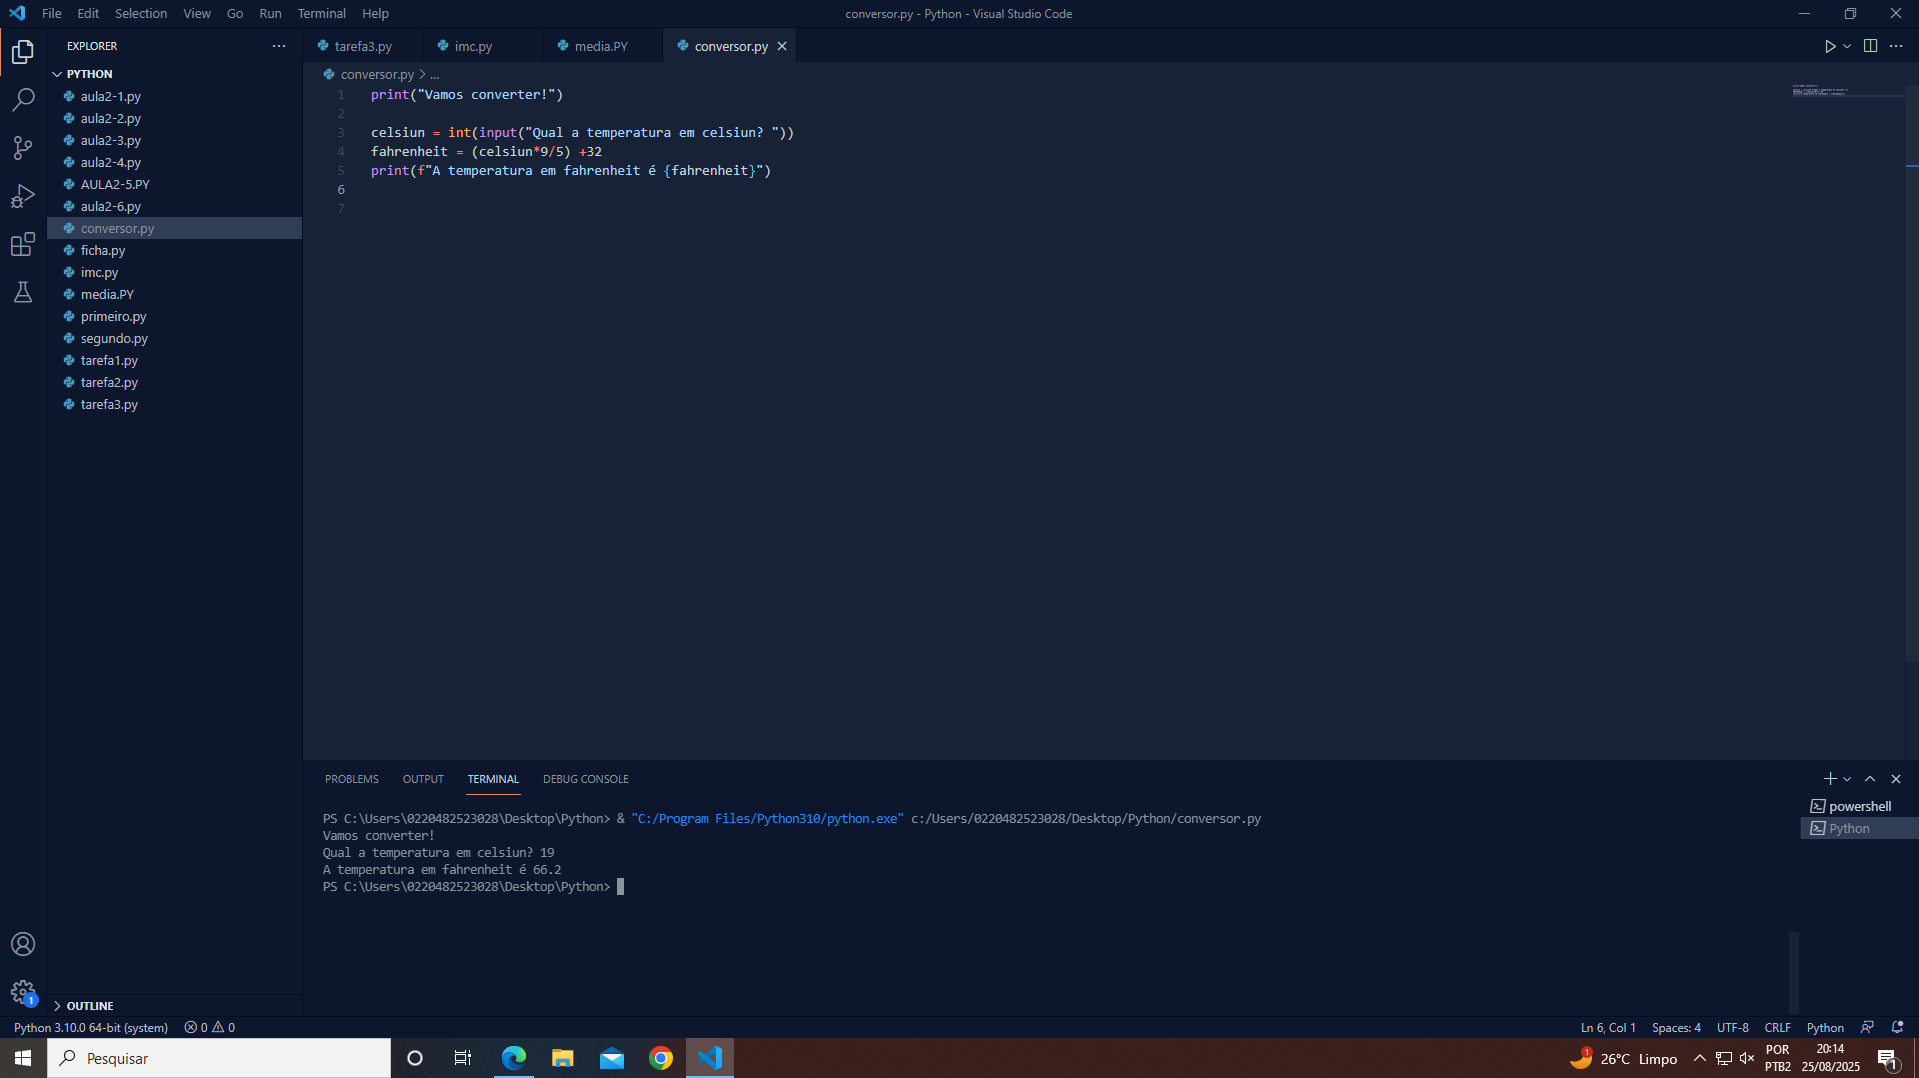 File Edit Selection View Go Run Terminal Help
conversor.py - Python - Visual Studio Code
EXPLORER
PYTHON
aula2-1.py
aula2-2.py
aula2-3.py
aula2-4.py
AULA2-5.PY
aula2-6.py
conversor.py
ficha.py
imc.py
media.PY
primeiro.py
segundo.py
tarefa1.py
tarefa2.py
tarefa3.py
OUTLINE
tarefa3.py imc.py media.PY conversor.py
conversor.py > ...
1 print("Vamos converter!")
2
3 celsiun = int(input("Qual a temperatura em celsiun? "))
4 fahrenheit = (celsiun*9/5) +32
5 print(f"A temperatura em fahrenheit é {fahrenheit}")
6
7
PROBLEMS OUTPUT TERMINAL DEBUG CONSOLE
PS C:\Users\0220482523028\Desktop\Python> & "C:/Program Files/Python310/python.exe" c:/Users/0220482523028/Desktop/Python/conversor.py
Vamos converter!
Qual a temperatura em celsiun? 19
A temperatura em fahrenheit é 66.2
PS C:\Users\0220482523028\Desktop\Python>
powershell
Python
1
Python 3.10.0 64-bit (system) 0 0
Ln 6, Col 1 Spaces: 4 UTF-8 CRLF Python
Pesquisar
1
26°C Limpo
POR
PTB2
20:14
25/08/2025
1